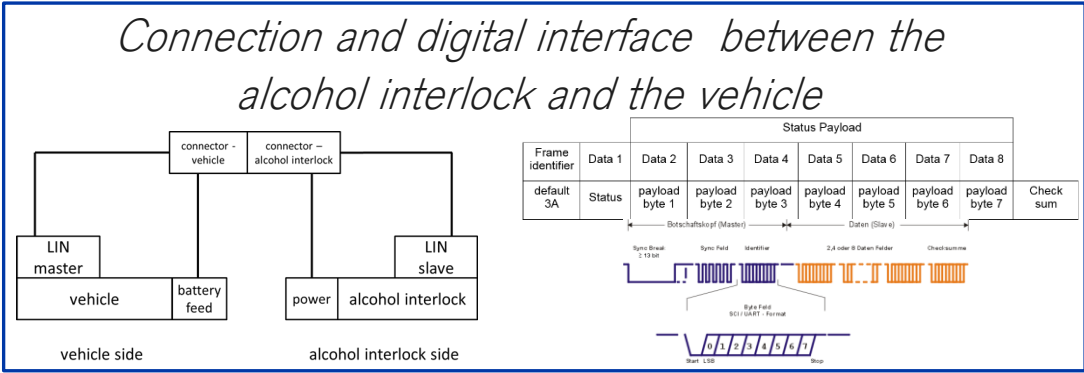 Connection and digital interface between the
alcohol interlock and the vehicle
connector -
vehicle
connector –
alcohol interlock
LIN
master
LIN
slave
vehicle
battery
feed
power
alcohol interlock
vehicle side
alcohol interlock side
Status Payload
Frame
identifier
Data 1
Data 2
Data 3
Data 4
Data 5
Data 6
Data 7
Data 8
default
3A
Status
payload
byte 1
payload
byte 2
payload
byte 3
payload
byte 4
payload
byte 5
payload
byte 6
payload
byte 7
Check
sum
Botschaftskopf (Master)
Daten (Slave)
Sync Break
≥ 13 bit
Sync Feld
Identifier
2,4 oder 8 Daten Felder
Checksumme
Byte Feld
SCI / UART - Format
0 1 2 3 4 5 6 7
Start LSB
Stop